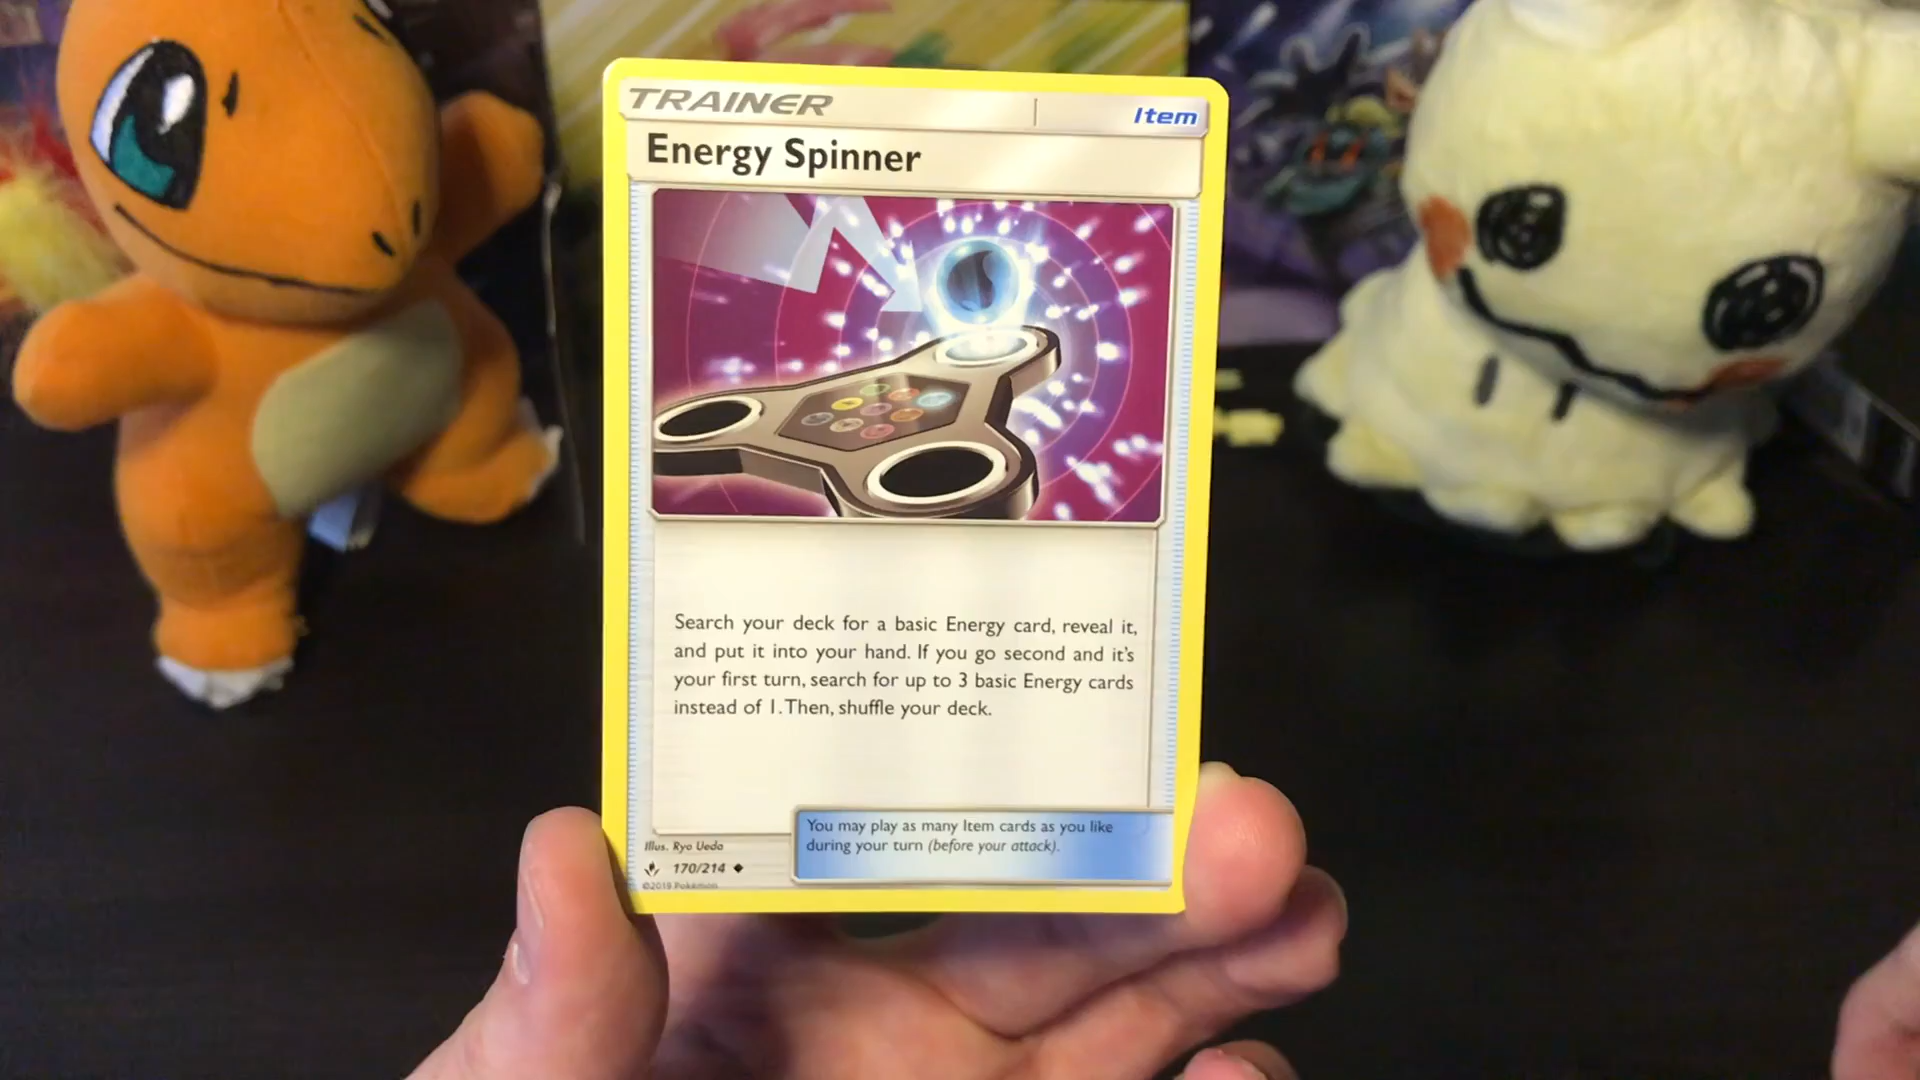 TRAINER
Item
Energy Spinner
Search your deck for a basic Energy card, reveal it,
and put it into your hand. If you go second and it's
your first turn, search for up to 3 basic Energy cards
instead of 1. Then, shuffle your deck.
You may play as many Item cards as you like
during your turn (before your attack).
Illus. Ryo Ueda
170/214
©2019 Pokémon